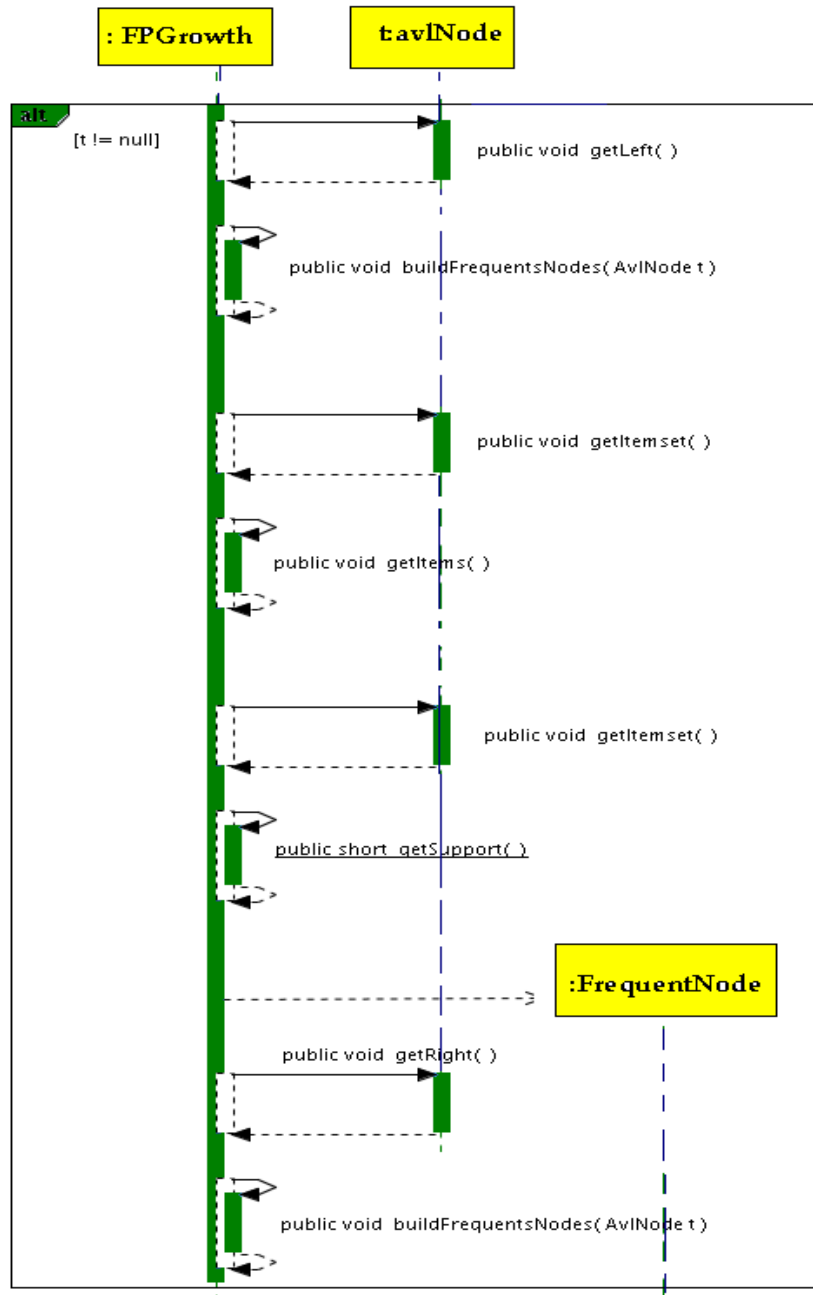 : FPGrowth
t:avlNode
alt
[t != null]
public void getLeft( )
public void buildFrequentsNodes(AvlNode t)
public void getItemset( )
public void getItems( )
public void getItemset( )
public short getSupport( )
:FrequentNode
public void getRight( )
public void buildFrequentsNodes(AvlNode t)